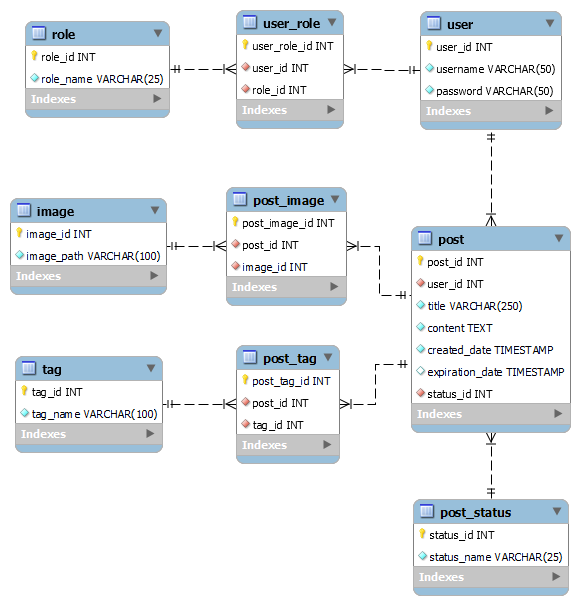 role
role_id INT
role_name VARCHAR(25)
Indexes
user_role
user_role_id INT
user_id INT
role_id INT
Indexes
user
user_id INT
username VARCHAR(50)
password VARCHAR(50)
Indexes
image
image_id INT
image_path VARCHAR(100)
Indexes
post_image
post_image_id INT
post_id INT
image_id INT
Indexes
post
post_id INT
user_id INT
title VARCHAR(250)
content TEXT
created_date TIMESTAMP
expiration_date TIMESTAMP
status_id INT
Indexes
tag
tag_id INT
tag_name VARCHAR(100)
Indexes
post_tag
post_tag_id INT
post_id INT
tag_id INT
Indexes
post_status
status_id INT
status_name VARCHAR(25)
Indexes